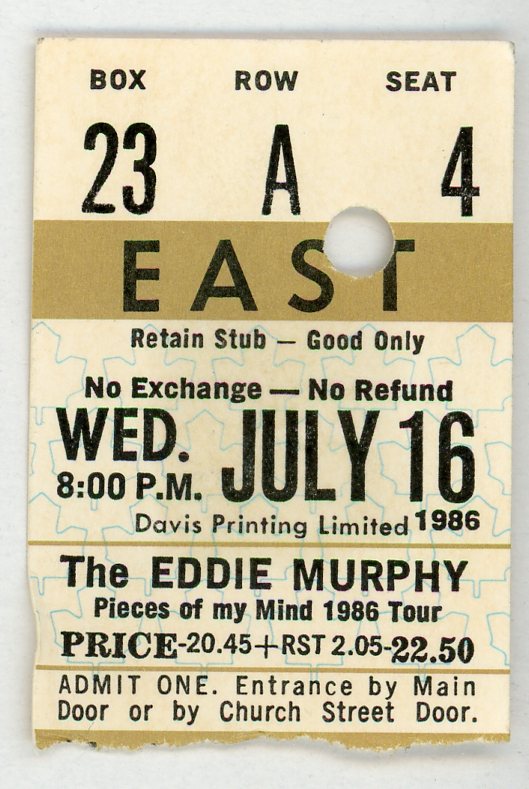 BOX ROW SEAT
23 A 4
EAST
Retain Stub — Good Only
No Exchange — No Refund
WED. JULY 16
8:00 P.M.
Davis Printing Limited 1986
The EDDIE MURPHY
Pieces of my Mind 1986 Tour
PRICE-20.45+RST 2.05-22.50
ADMIT ONE. Entrance by Main
Door or by Church Street Door.